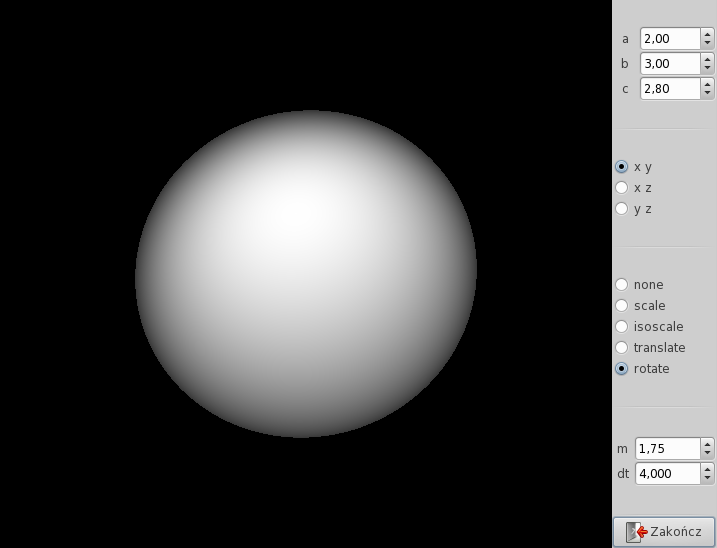 a 2,00
b 3,00
c 2,80
x y
x z
y z
none
scale
isoscale
translate
rotate
m 1,75
dt 4,000
Zakończ